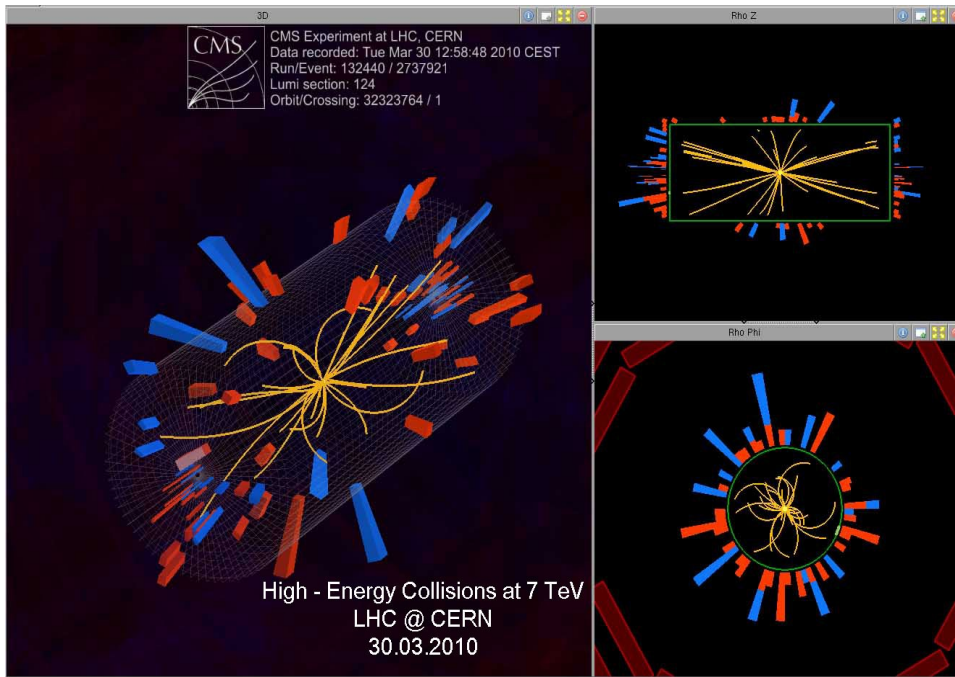 3D
CMS
CMS Experiment at LHC, CERN
Data recorded: Tue Mar 30 12:58:48 2010 CEST
Run/Event: 132440 / 2737921
Lumi section: 124
Orbit/Crossing: 32323764 / 1
High - Energy Collisions at 7 TeV
LHC @ CERN
30.03.2010
Rho Z
Rho Phi